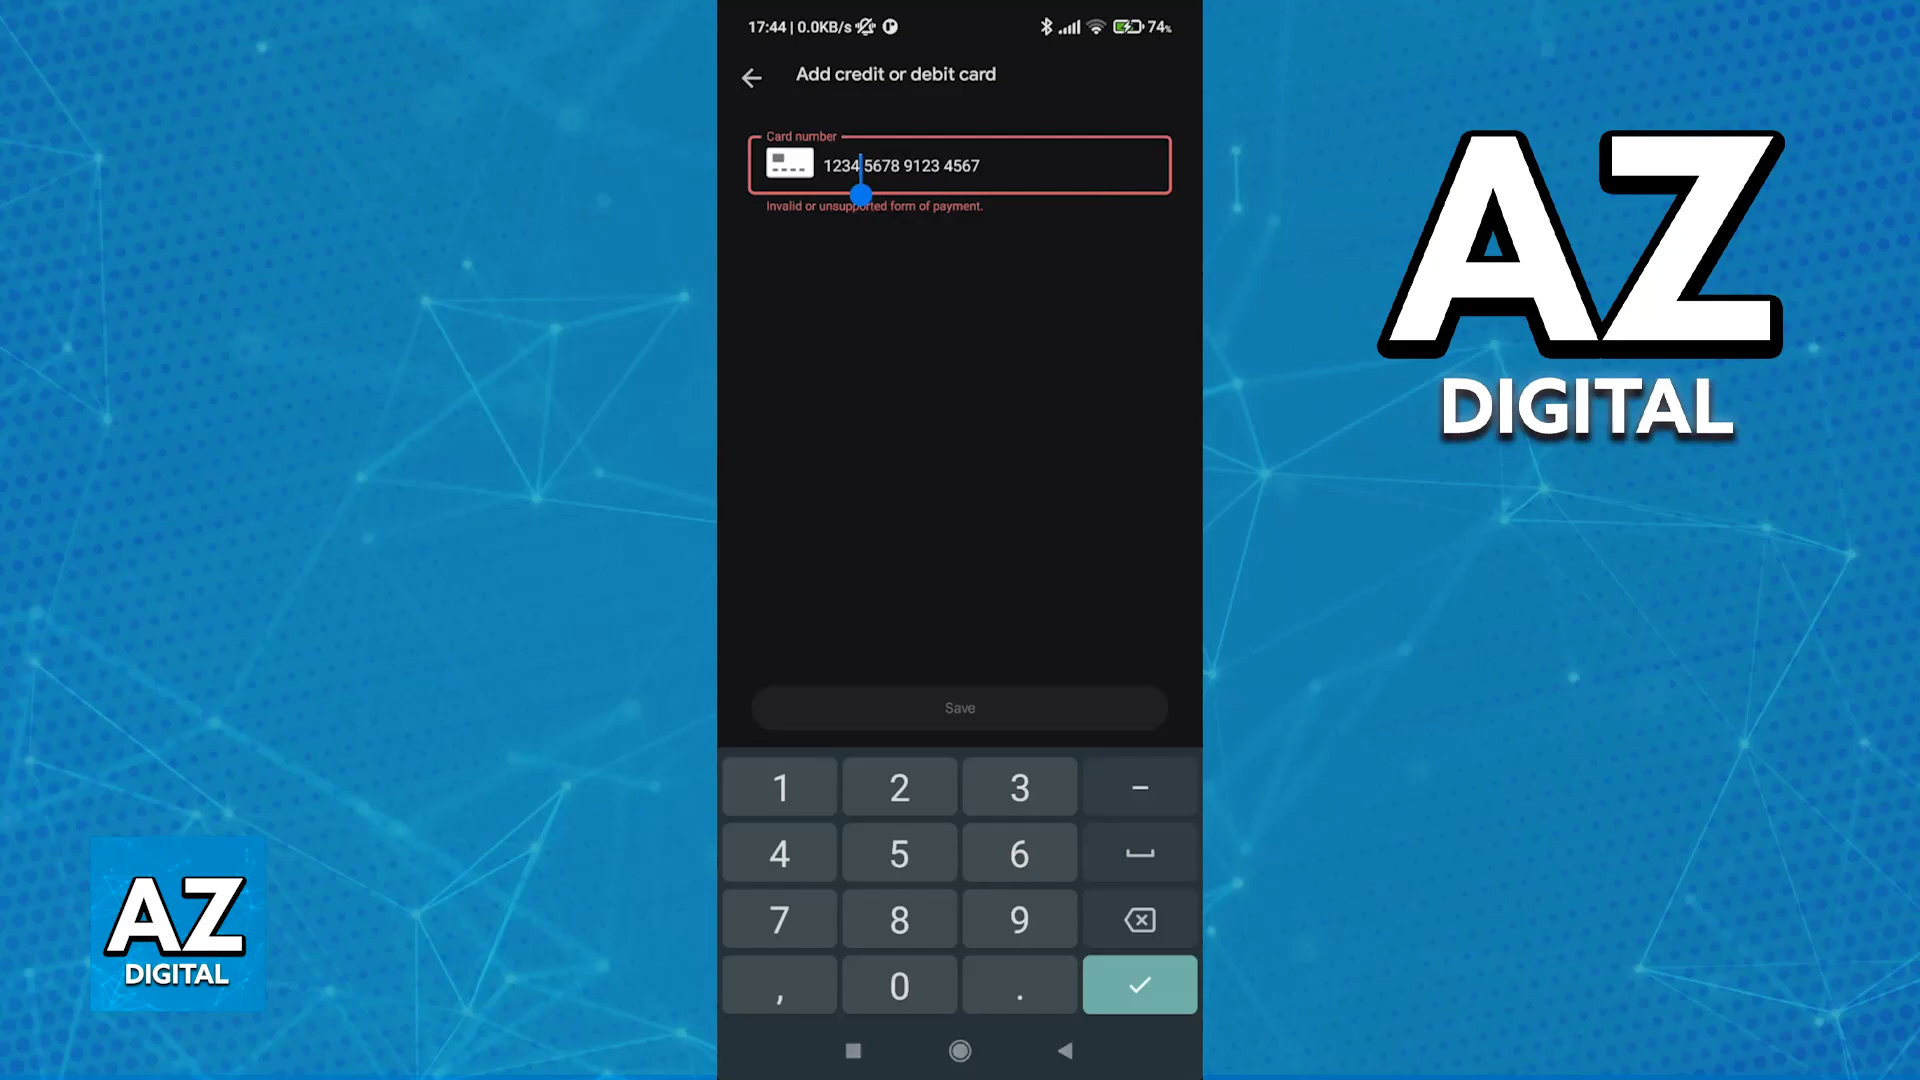 17:44 | 0.0KB/s
74%
Add credit or debit card
Card number
1234 5678 9123 4567
Invalid or unsupported form of payment.
Save
1 2 3 –
4 5 6
7 8 9
, 0 .
AZ
DIGITAL
AZ
DIGITAL